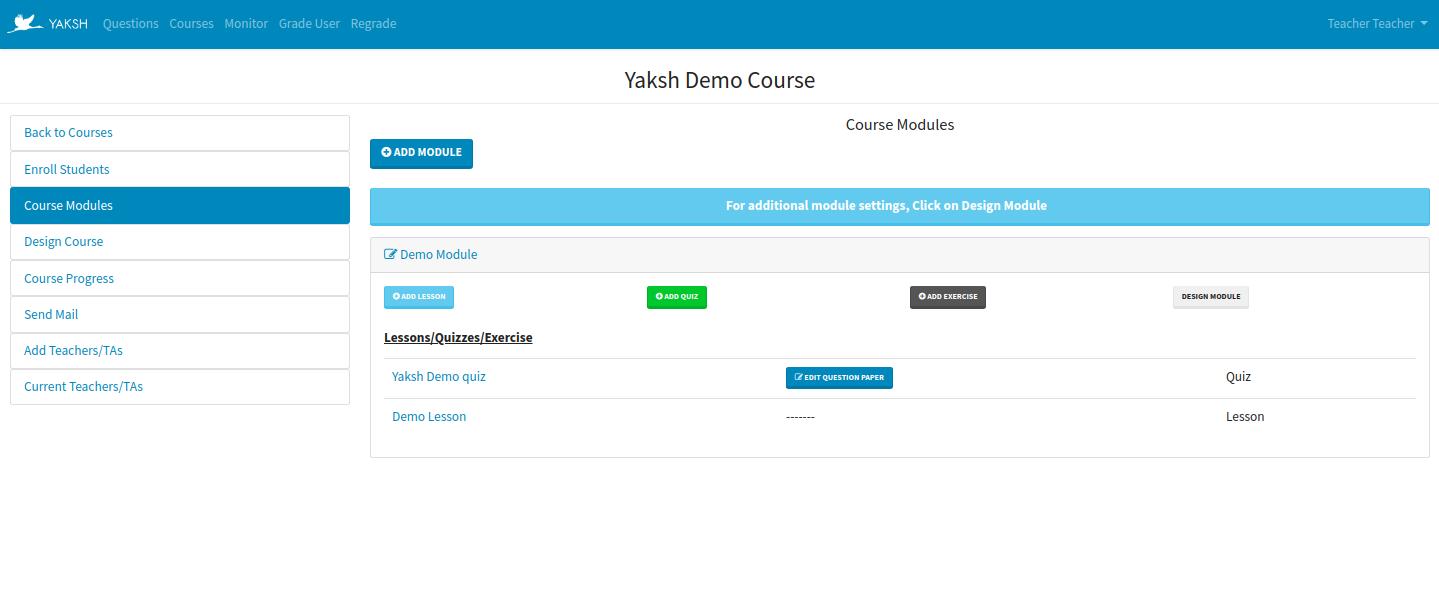 YAKSH Questions Courses Monitor Grade User Regrade Teacher Teacher
Yaksh Demo Course
Back to Courses
Enroll Students
Course Modules
Design Course
Course Progress
Send Mail
Add Teachers/TAs
Current Teachers/TAs
Course Modules
ADD MODULE
For additional module settings, Click on Design Module
Demo Module
ADD LESSON ADD QUIZ ADD EXERCISE DESIGN MODULE
Lessons/Quizzes/Exercise
Yaksh Demo quiz EDIT QUESTION PAPER Quiz
Demo Lesson ------- Lesson